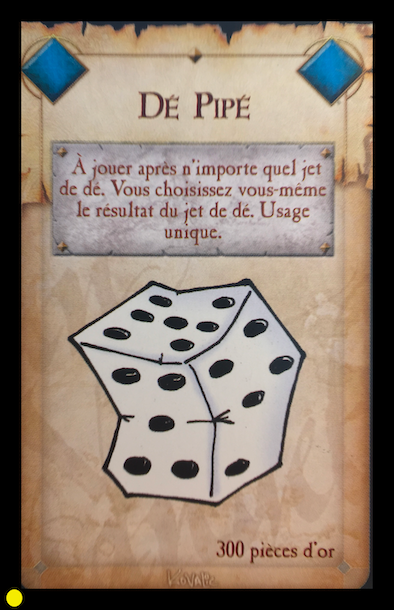 Dé Pipé
À jouer après n'importe quel jet
de dé. Vous choisissez vous-même
le résultat du jet de dé. Usage
unique.
300 pièces d'or